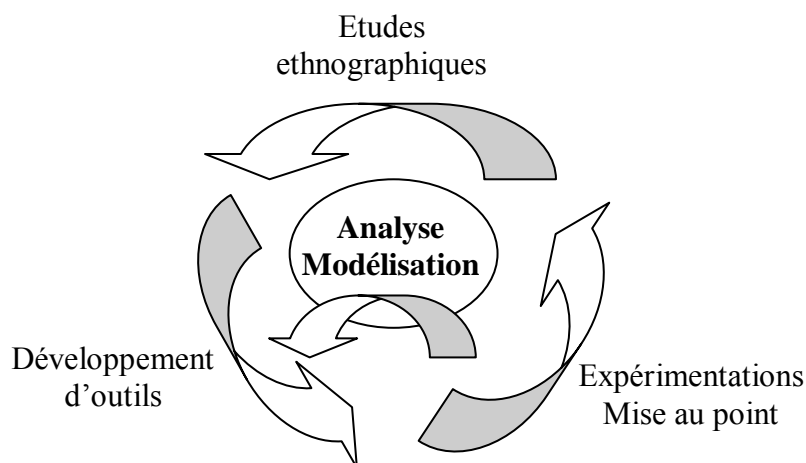 Etudes
ethnographiques
Analyse
Modélisation
Développement
d’outils
Expérimentations
Mise au point